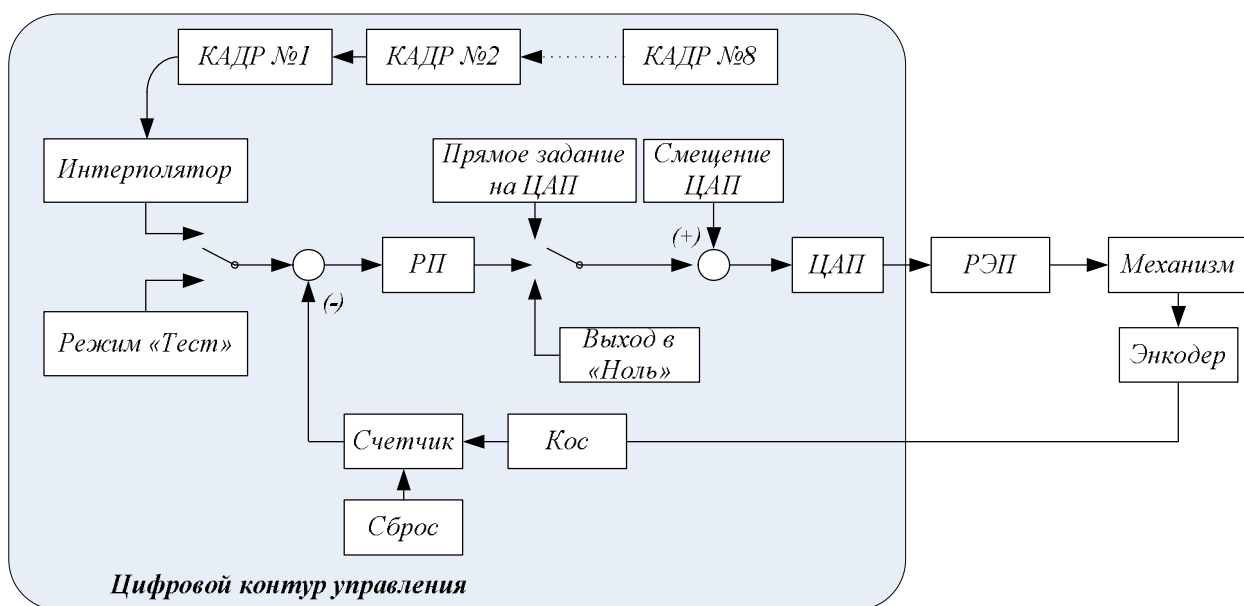 КАДР №1
КАДР №2
КАДР №8
Интерполятор
Прямое задание
на ЦАП
Смещение
ЦАП
(+)
РП
ЦАП
РЭП
Механизм
(-)
Режим «Тест»
Выход в
«Ноль»
Энкодер
Счетчик
Кос
Сброс
Цифровой контур управления